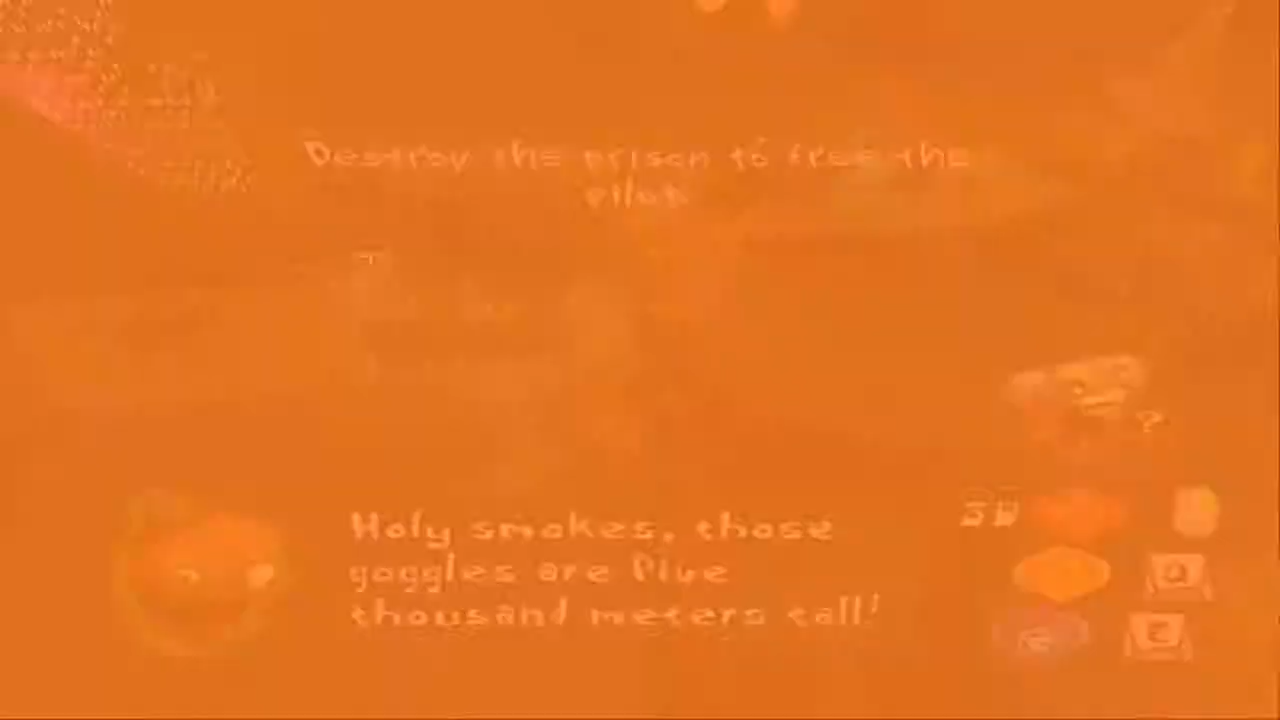 Destroy the prison to free the
pilot
Holy smokes, those
goggles are five
thousand meters tall!
?
Q
E